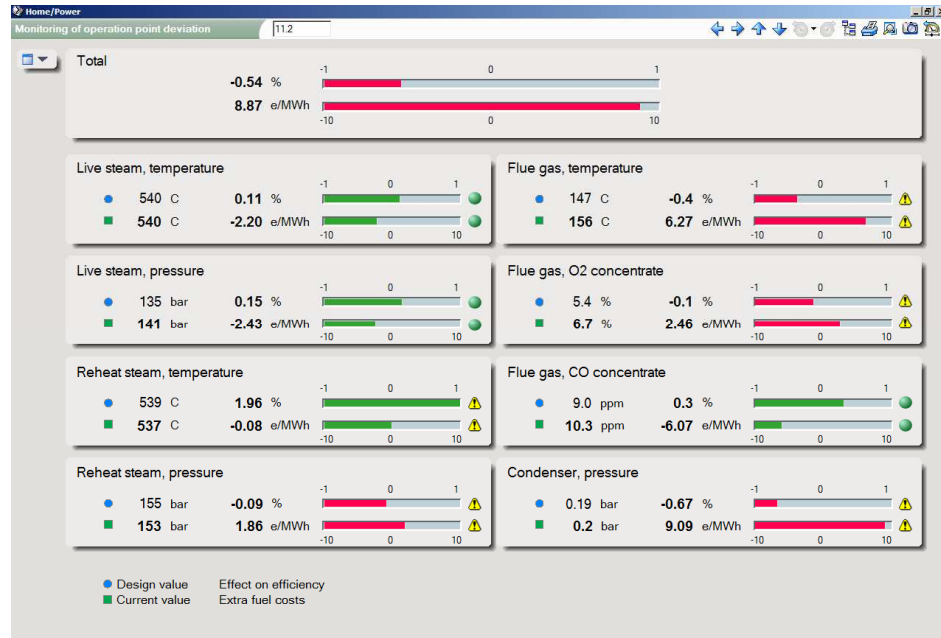 Home/Power
Monitoring of operation point deviation 11.2
Total
-1 0 1
-0.54 %
8.87 e/MWh
-10 0 10
Live steam, temperature
-1 0 1
540 C 0.11 %
540 C -2.20 e/MWh
-10 0 10
Flue gas, temperature
-1 0 1
147 C -0.4 %
156 C 6.27 e/MWh
-10 0 10
Live steam, pressure
-1 0 1
135 bar 0.15 %
141 bar -2.43 e/MWh
-10 0 10
Flue gas, O2 concentrate
-1 0 1
5.4 % -0.1 %
6.7 % 2.46 e/MWh
-10 0 10
Reheat steam, temperature
-1 0 1
539 C 1.96 %
537 C -0.08 e/MWh
-10 0 10
Flue gas, CO concentrate
-1 0 1
9.0 ppm 0.3 %
10.3 ppm -6.07 e/MWh
-10 0 10
Reheat steam, pressure
-1 0 1
155 bar -0.09 %
153 bar 1.86 e/MWh
-10 0 10
Condenser, pressure
-1 0 1
0.19 bar -0.67 %
0.2 bar 9.09 e/MWh
-10 0 10
Design value Effect on efficiency
Current value Extra fuel costs